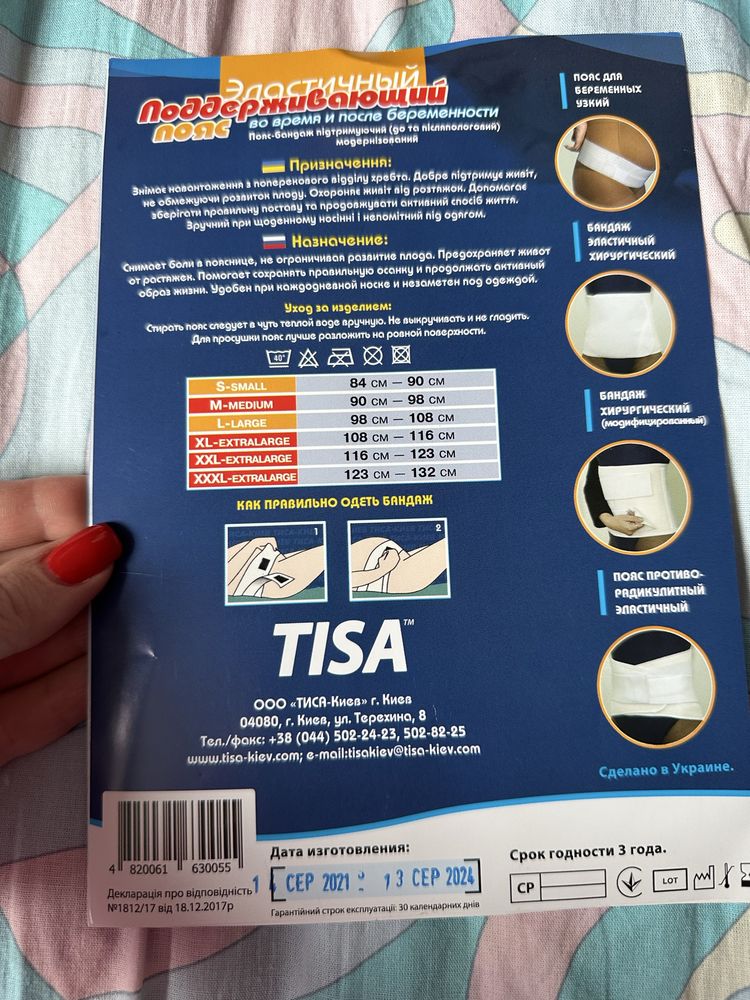 Эластичный
Поддерживающий
пояс
во время и после беременности
Пояс-бандаж підтримуючий (до та післяпологовий)
модернізований
Призначення:
Знімає навантаження з поперекового відділу хребта. Добре підтримує живіт,
не обмежуючи розвиток плоду. Охороняє живіт від розтяжок. Допомагає
зберігати правильну поставу та продовжувати активний спосіб життя.
Зручний при щоденному носінні і непомітний під одягом.
Назначение:
Снимает боли в пояснице, не ограничивая развитие плода. Предохраняет живот
от растяжек. Помогает сохранять правильную осанку и продолжать активный
образ жизни. Удобен при каждодневной носке и незаметен под одеждой.
Уход за изделием:
Стирать пояс следует в чуть теплой воде вручную. Не выкручивать и не гладить.
Для просушки пояс лучше разложить на ровной поверхности.
40°
S-SMALL 84 СМ — 90 СМ
M-MEDIUM 90 СМ — 98 СМ
L-LARGE 98 СМ — 108 СМ
XL-EXTRALARGE 108 СМ — 116 СМ
XXL-EXTRALARGE 116 СМ — 123 СМ
XXXL-EXTRALARGE 123 СМ — 132 СМ
КАК ПРАВИЛЬНО ОДЕТЬ БАНДАЖ
1
2
TISA™
ООО «ТИСА-Киев» г. Киев
04080, г. Киев, ул. Терехина, 8
Тел./факс: +38 (044) 502-24-23, 502-82-25
www.tisa-kiev.com; e-mail:tisakiev@tisa-kiev.com
ПОЯС ДЛЯ
БЕРЕМЕННЫХ
УЗКИЙ
БАНДАЖ
ЭЛАСТИЧНЫЙ
ХИРУРГИЧЕСКИЙ
БАНДАЖ
ХИРУРГИЧЕСКИЙ
(модифицированный)
ПОЯС ПРОТИВО-
РАДИКУЛИТНЫЙ
ЭЛАСТИЧНЫЙ
Сделано в Украине.
4 820061 630055
Декларація про відповідність
№1812/17 від 18.12.2017р
Дата изготовления:
СЕР 2021 13 СЕР 2024
Гарантійний строк експлуатації: 30 календарних днів
Срок годности 3 года.
СР
LOT